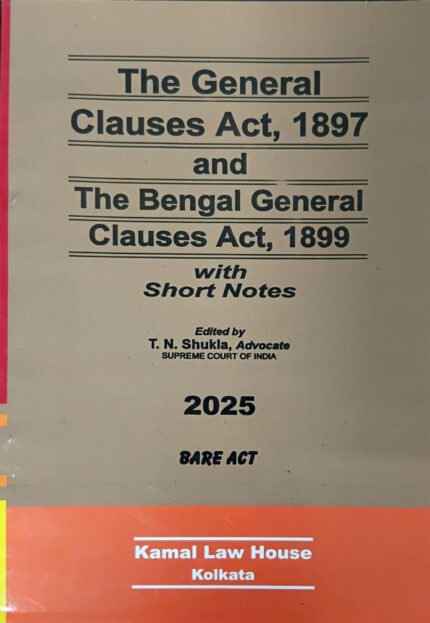 The General
Clauses Act, 1897
and
The Bengal General
Clauses Act, 1899
with
Short Notes
Edited by
T. N. Shukla, Advocate
SUPREME COURT OF INDIA
2025
BARE ACT
Kamal Law House
Kolkata